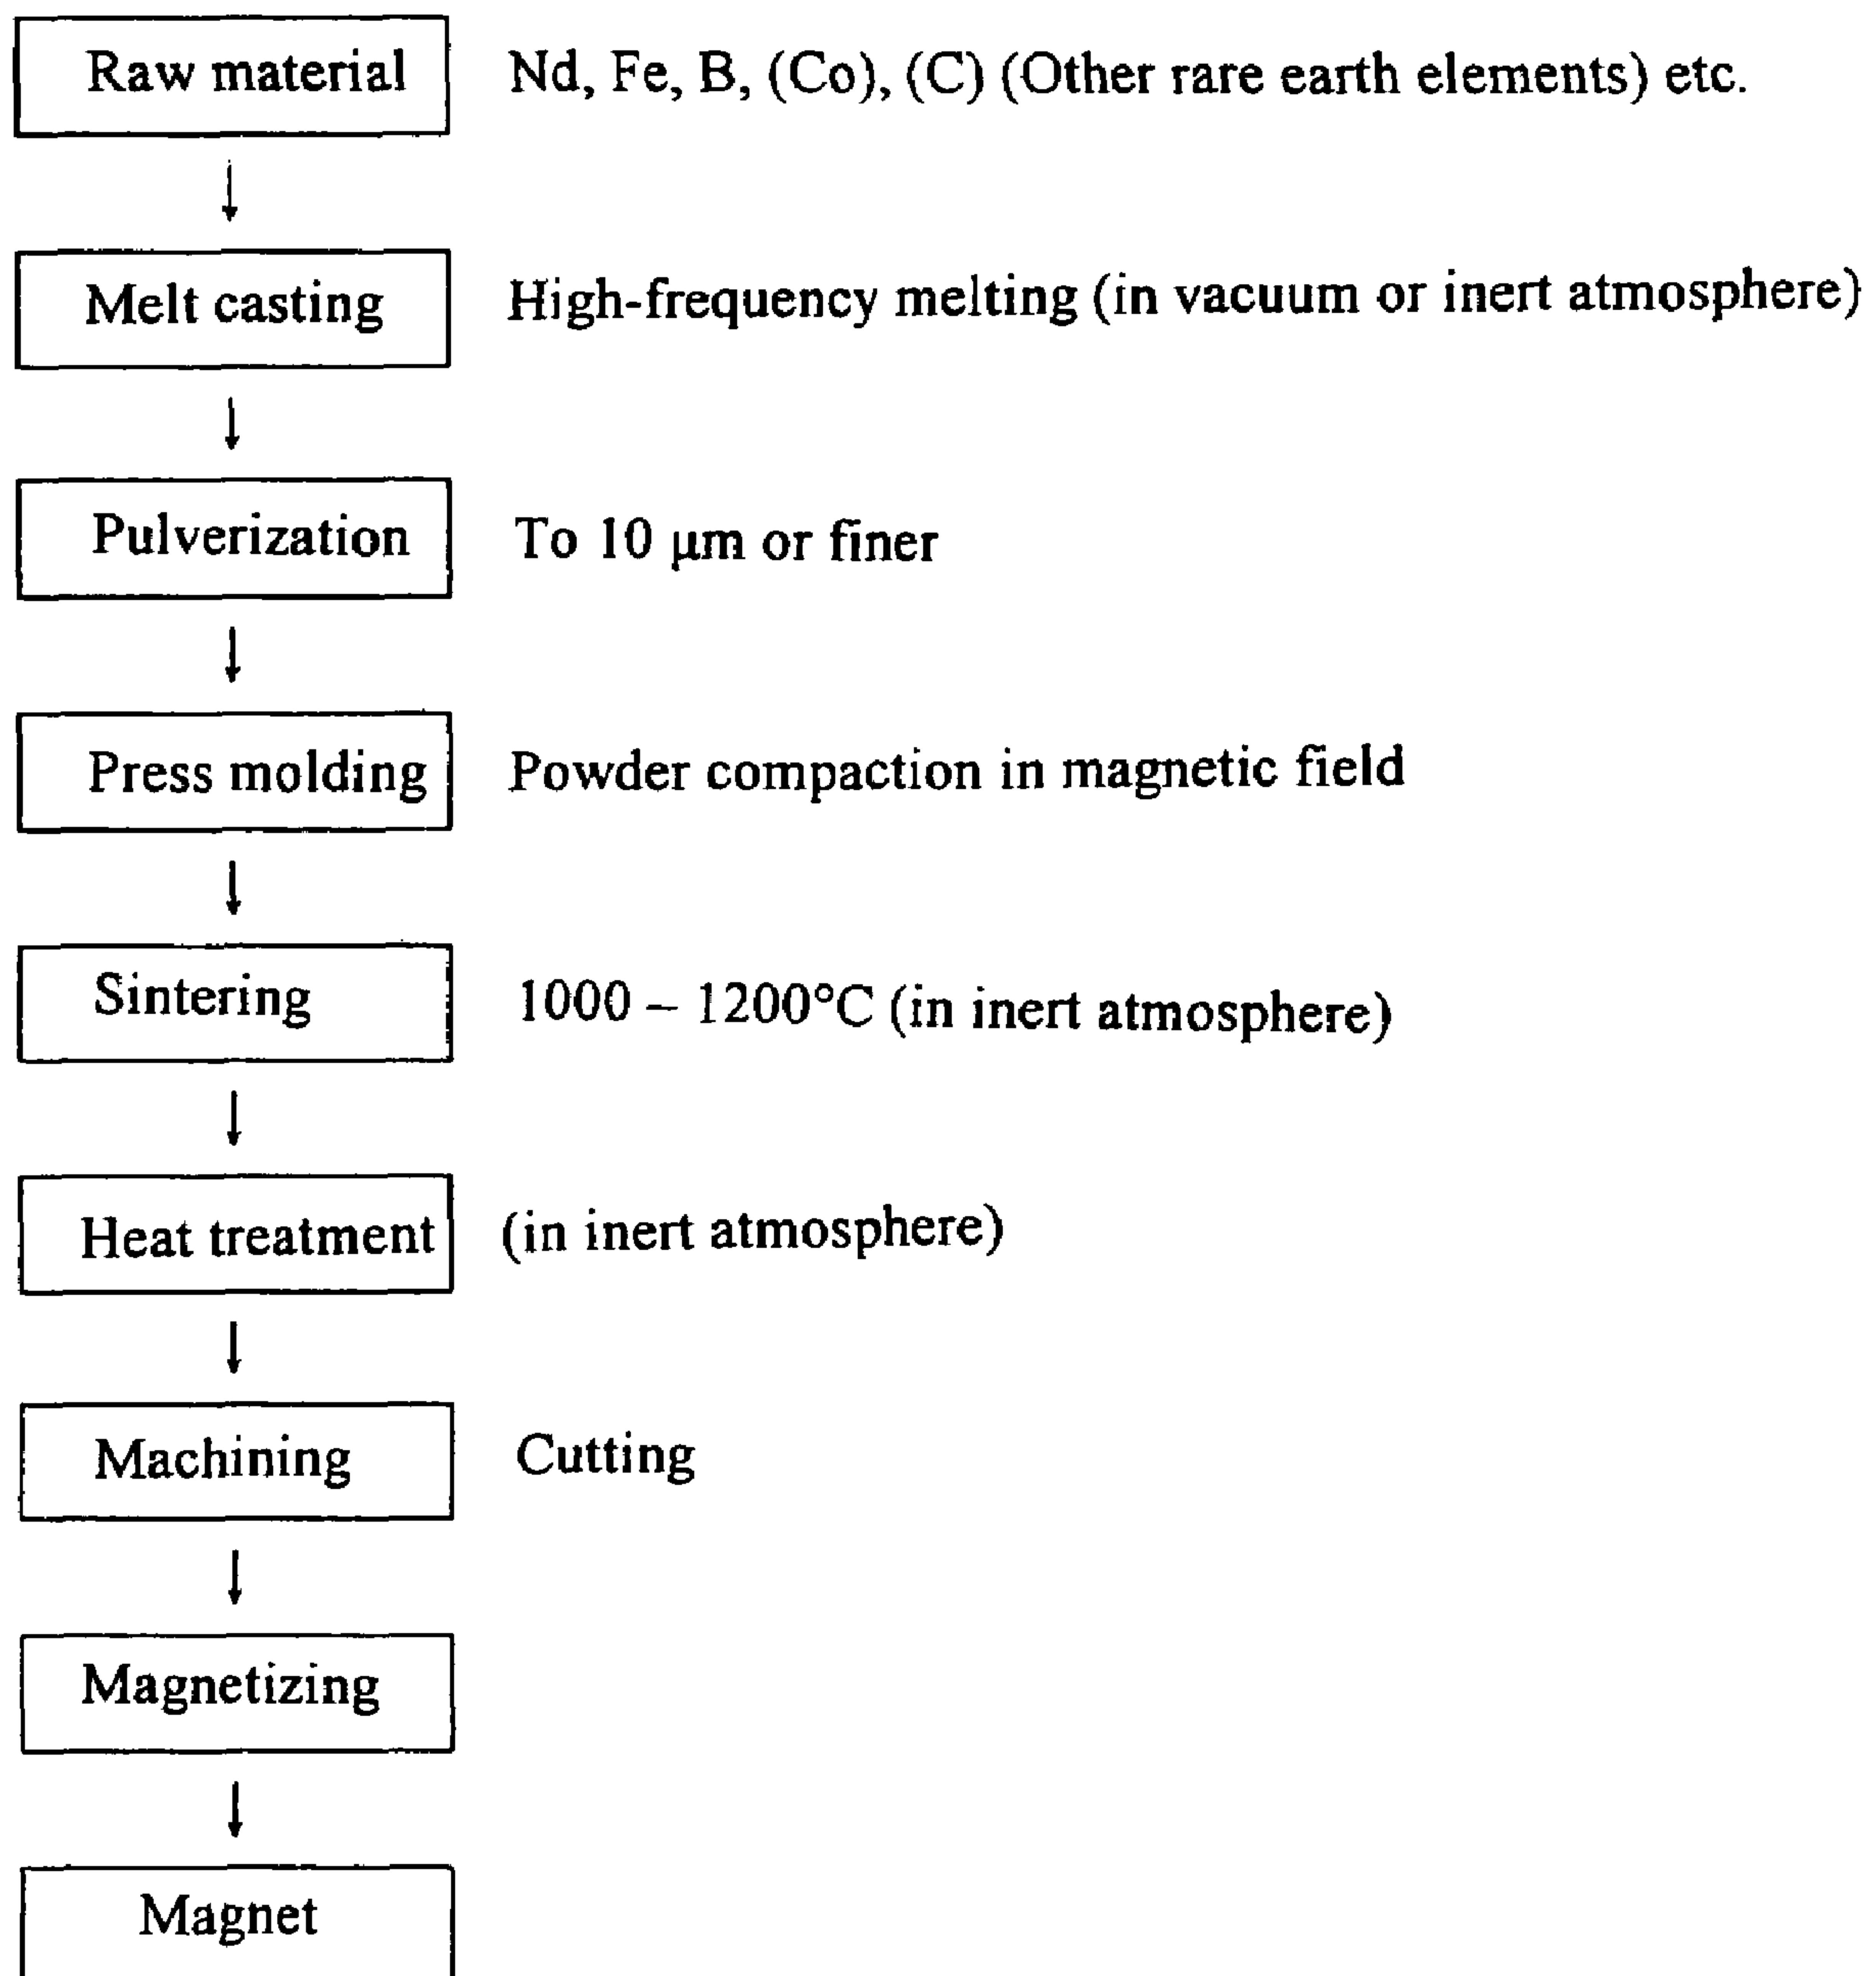 Raw material Nd, Fe, B, (Co), (C) (Other rare earth elements) etc.
Melt casting High-frequency melting (in vacuum or inert atmosphere)
Pulverization To 10 μm or finer
Press molding Powder compaction in magnetic field
Sintering 1000 – 1200°C (in inert atmosphere)
Heat treatment (in inert atmosphere)
Machining Cutting
Magnetizing
Magnet